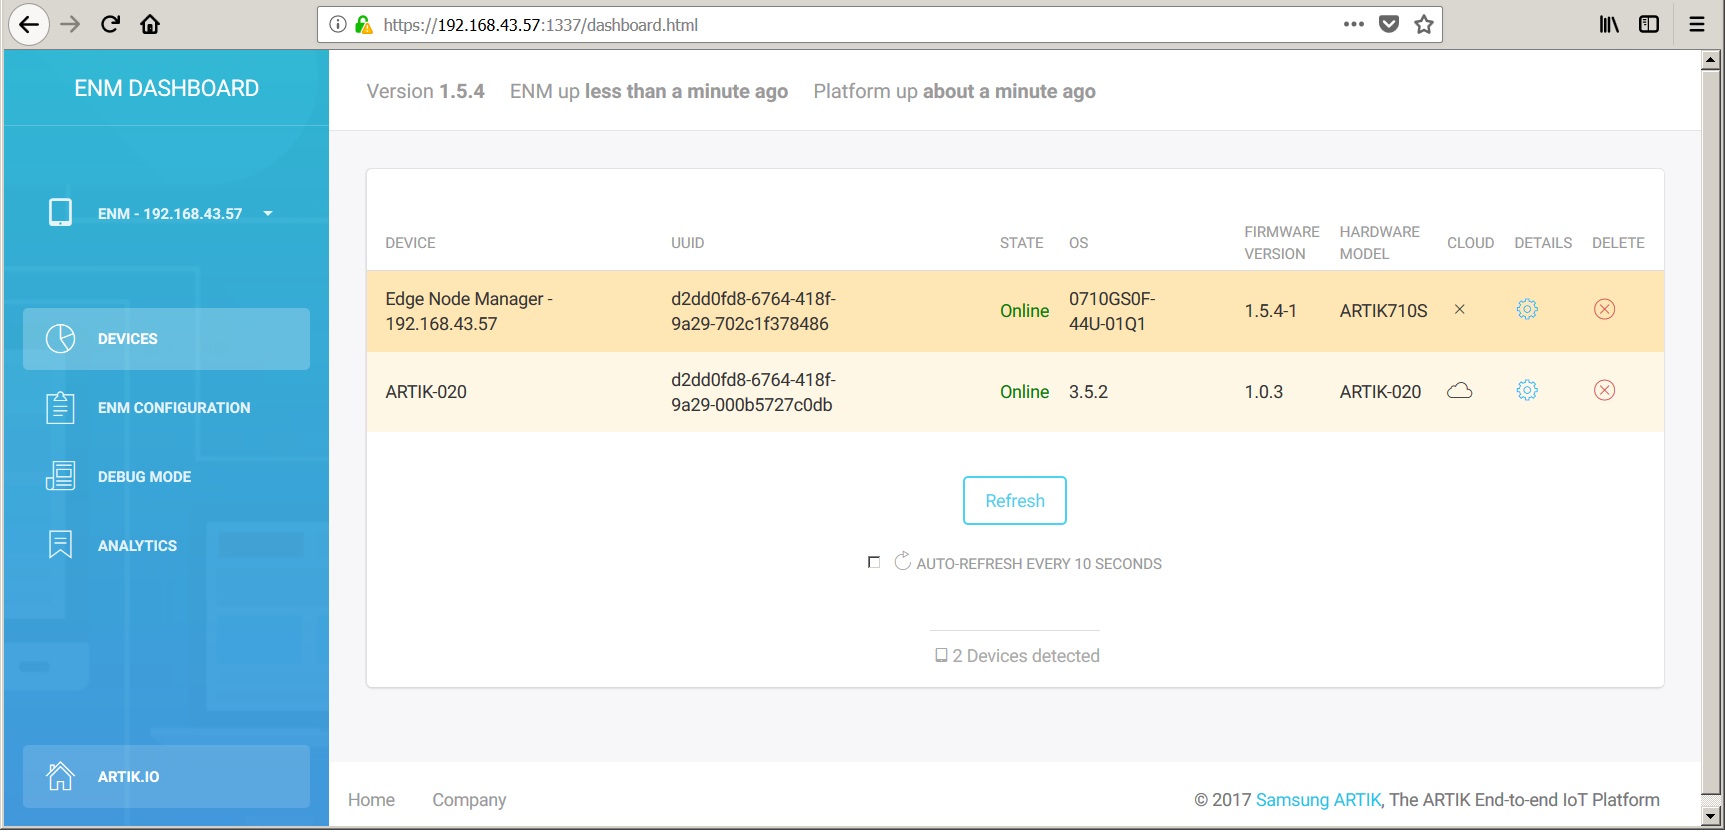 https://192.168.43.57:1337/dashboard.html
ENM DASHBOARD
Version 1.5.4 ENM up less than a minute ago Platform up about a minute ago
ENM - 192.168.43.57
DEVICES
ENM CONFIGURATION
DEBUG MODE
ANALYTICS
ARTIK.IO
DEVICE UUID STATE OS FIRMWARE VERSION HARDWARE MODEL CLOUD DETAILS DELETE
Edge Node Manager - d2dd0fd8-6764-418f- 0710GS0F-
Online 1.5.4-1 ARTIK710S
192.168.43.57 9a29-702c1f378486 44U-01Q1
d2dd0fd8-6764-418f-
ARTIK-020 Online 3.5.2 1.0.3 ARTIK-020
9a29-000b5727c0db
Refresh
AUTO-REFRESH EVERY 10 SECONDS
2 Devices detected
Home Company © 2017 Samsung ARTIK, The ARTIK End-to-end IoT Platform